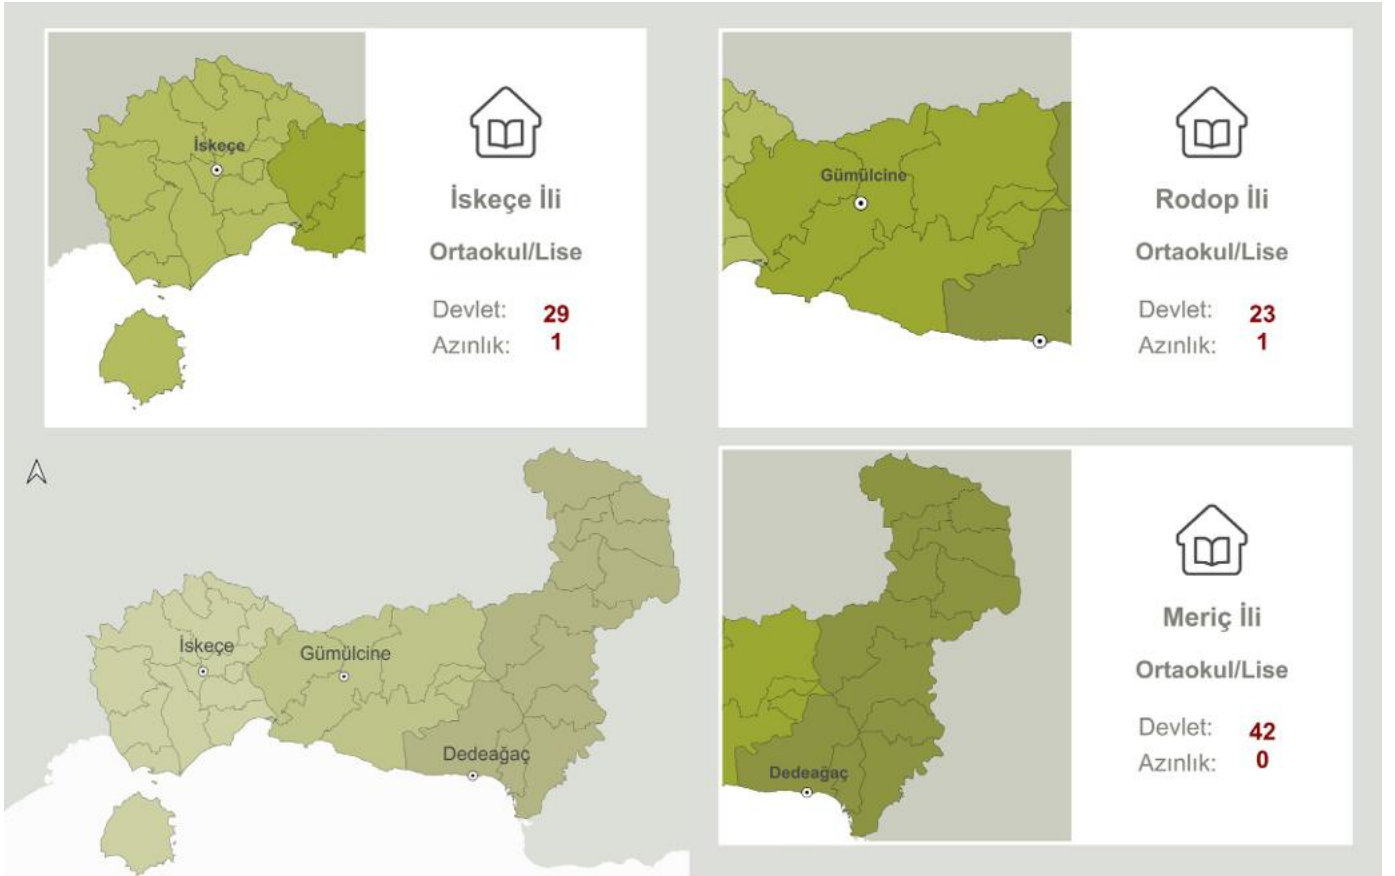 İskeçe
İskeçe İli
Ortaokul/Lise
Devlet: 29
Azınlık: 1
Gümülcine
Rodop İli
Ortaokul/Lise
Devlet: 23
Azınlık: 1
İskeçe
Gümülcine
Dedeağaç
Dedeağaç
Meriç İli
Ortaokul/Lise
Devlet: 42
Azınlık: 0